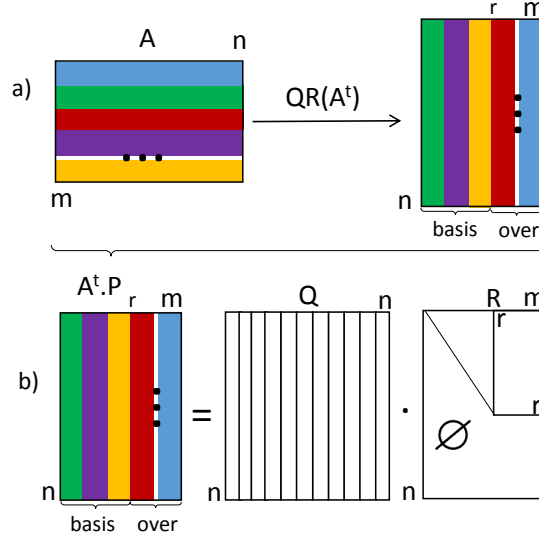 A n
a)
m
QR(Aᵗ)
r m
n
basis over
Aᵗ.P r m
b)
n
basis over
=
Q n
n
·
R m
r
r
∅
n